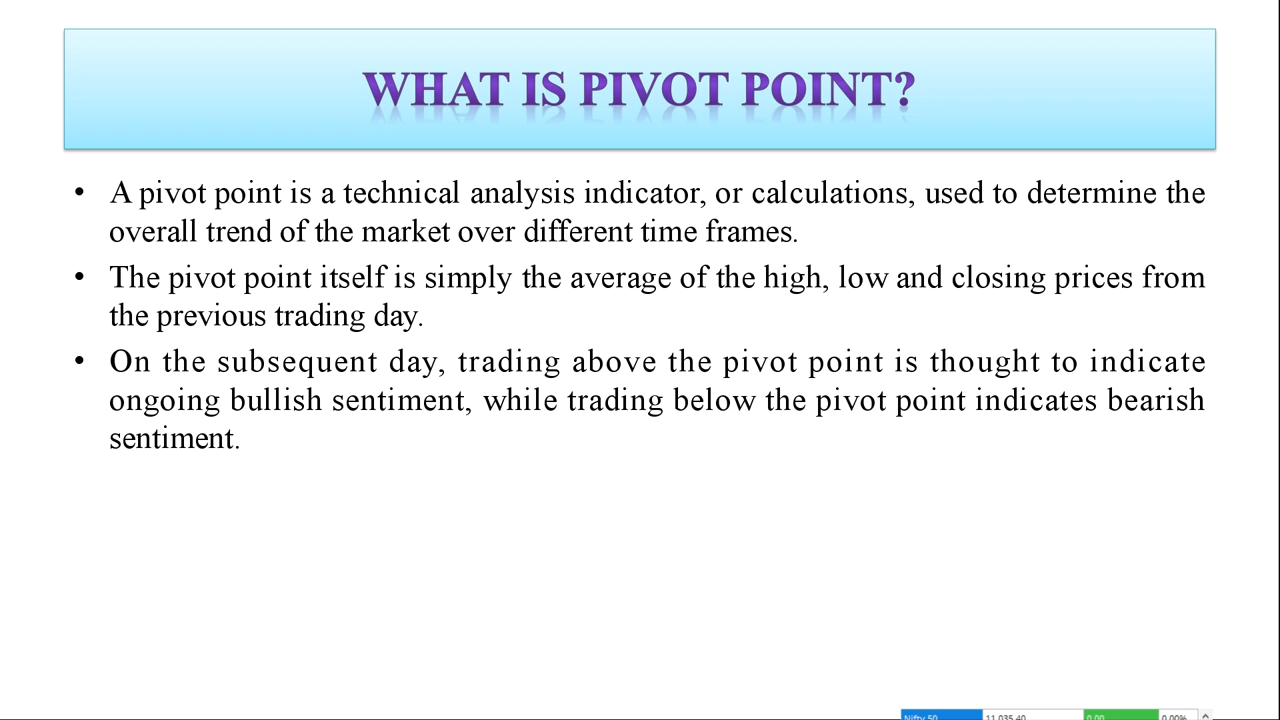 WHAT IS PIVOT POINT?
• A pivot point is a technical analysis indicator, or calculations, used to determine the
overall trend of the market over different time frames.
• The pivot point itself is simply the average of the high, low and closing prices from
the previous trading day.
• On the subsequent day, trading above the pivot point is thought to indicate
ongoing bullish sentiment, while trading below the pivot point indicates bearish
sentiment.
Nifty 50 11,035.40 0.00 0.00%